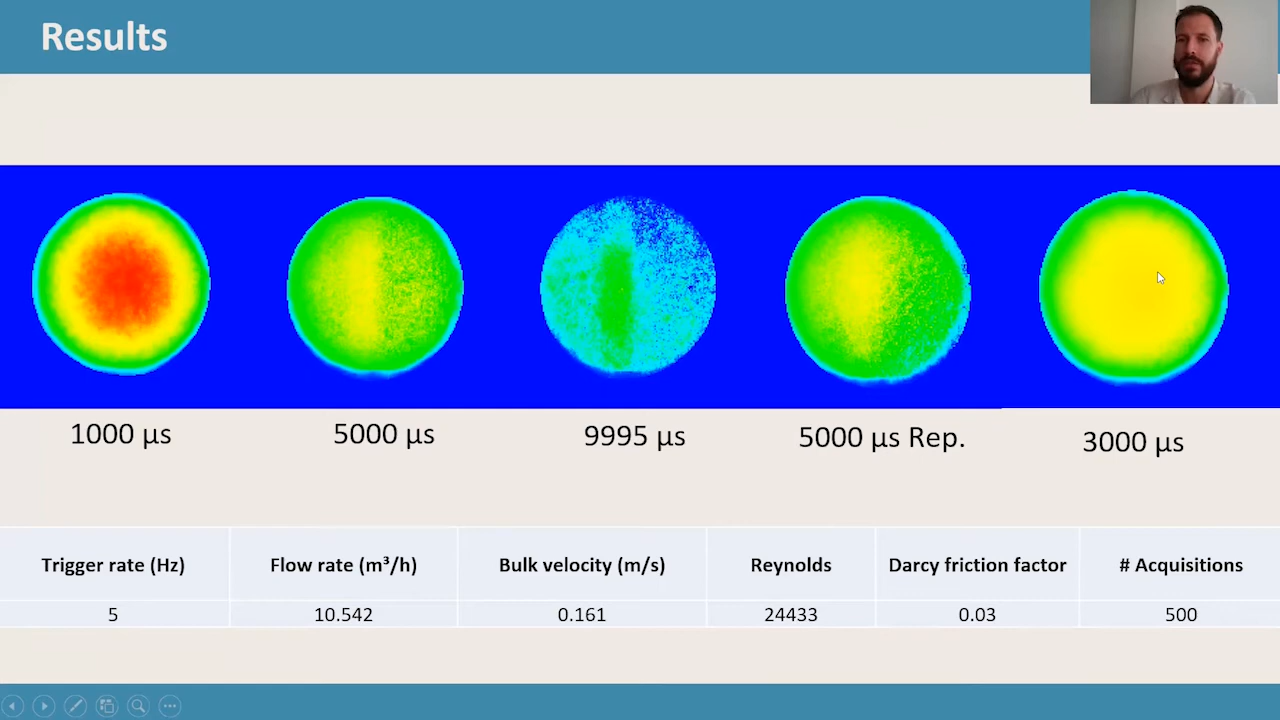 Results
1000 µs
5000 µs
9995 µs
5000 µs Rep.
3000 µs
Trigger rate (Hz) Flow rate (m³/h) Bulk velocity (m/s) Reynolds Darcy friction factor # Acquisitions
5 10.542 0.161 24433 0.03 500